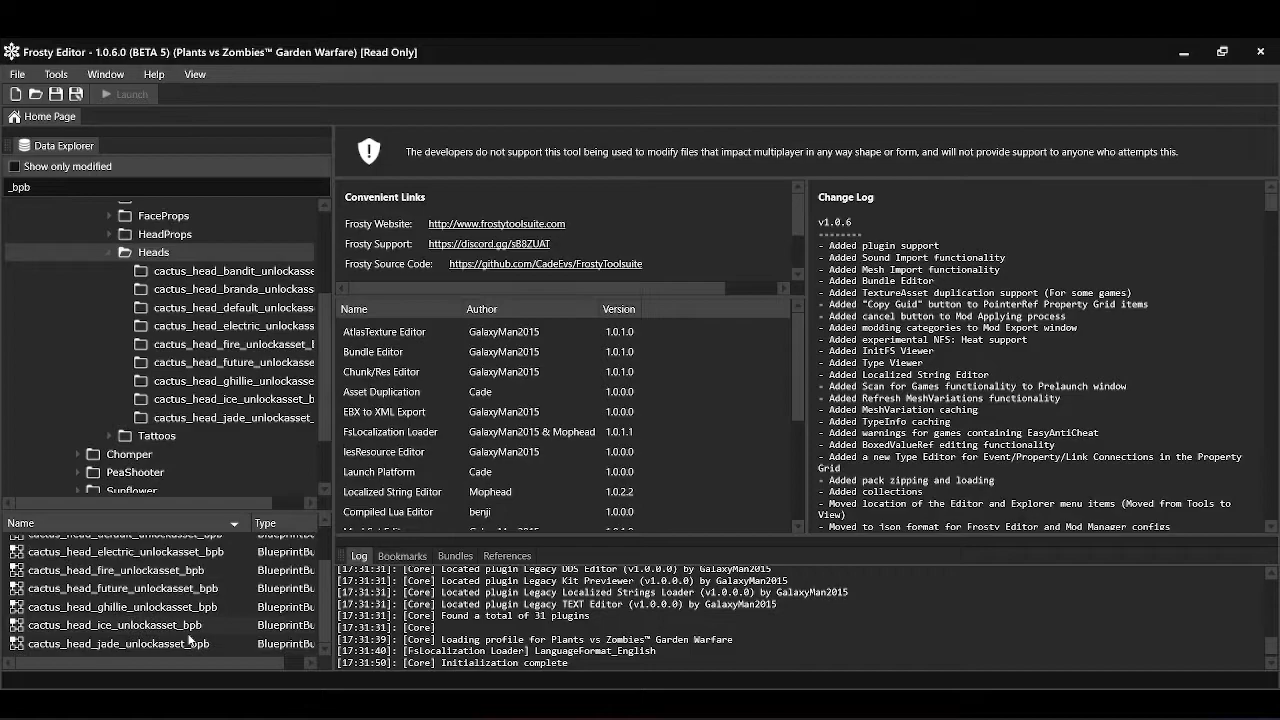 Frosty Editor - 1.0.6.0 (BETA 5) (Plants vs Zombies™ Garden Warfare) [Read Only]
File Tools Window Help View
Launch
Home Page
Data Explorer
Show only modified
_bpb
FaceProps
HeadProps
Heads
cactus_head_bandit_unlockasse
cactus_head_branda_unlockass
cactus_head_default_unlockass
cactus_head_electric_unlockass
cactus_head_fire_unlockasset_l
cactus_head_future_unlockasse
cactus_head_ghillie_unlockasse
cactus_head_ice_unlockasset_b
cactus_head_jade_unlockasset_
Tattoos
Chomper
PeaShooter
Sunflower
Name Type
cactus_head_default_unlockasset_bpb BlueprintBu
cactus_head_electric_unlockasset_bpb BlueprintBu
cactus_head_fire_unlockasset_bpb BlueprintBu
cactus_head_future_unlockasset_bpb BlueprintBu
cactus_head_ghillie_unlockasset_bpb BlueprintBu
cactus_head_ice_unlockasset_bpb BlueprintBu
cactus_head_jade_unlockasset_bpb BlueprintBu
The developers do not support this tool being used to modify files that impact multiplayer in any way shape or form, and will not provide support to anyone who attempts this.
Convenient Links
Frosty Website: http://www.frostytoolsuite.com
Frosty Support: https://discord.gg/sB8ZUAT
Frosty Source Code: https://github.com/CadeEvs/FrostyToolsuite
Name Author Version
AtlasTexture Editor GalaxyMan2015 1.0.1.0
Bundle Editor GalaxyMan2015 1.0.1.0
Chunk/Res Editor GalaxyMan2015 1.0.1.0
Asset Duplication Cade 1.0.0.0
EBX to XML Export GalaxyMan2015 1.0.0.0
FsLocalization Loader GalaxyMan2015 & Mophead 1.0.1.1
IesResource Editor GalaxyMan2015 1.0.0.0
Launch Platform Cade 1.0.0.0
Localized String Editor Mophead 1.0.2.2
Compiled Lua Editor benji 1.0.0.0
Change Log
v1.0.6
--------
- Added plugin support
- Added Sound Import functionality
- Added Mesh Import functionality
- Added Bundle Editor
- Added TextureAsset duplication support (For some games)
- Added "Copy Guid" button to PointerRef Property Grid items
- Added cancel button to Mod Applying process
- Added modding categories to Mod Export window
- Added experimental NFS: Heat support
- Added InitFS Viewer
- Added Type Viewer
- Added Localized String Editor
- Added Scan for Games functionality to Prelaunch window
- Added Refresh MeshVariations functionality
- Added MeshVariation caching
- Added TypeInfo caching
- Added warnings for games containing EasyAntiCheat
- Added BoxedValueRef editing functionality
- Added a new Type Editor for Event/Property/Link Connections in the Property
Grid
- Added pack zipping and loading
- Added collections
- Moved location of the Editor and Explorer menu items (Moved from Tools to
View)
- Moved to json format for Frosty Editor and Mod Manager configs
Log Bookmarks Bundles References
[17:31:31]: [Core] Located plugin Legacy DDS Editor (v1.0.0.0) by GalaxyMan2015
[17:31:31]: [Core] Located plugin Legacy Kit Previewer (v1.0.0.0) by GalaxyMan2015
[17:31:31]: [Core] Located plugin Legacy Localized Strings Loader (v1.0.0.0) by GalaxyMan2015
[17:31:31]: [Core] Located plugin Legacy TEXT Editor (v1.0.0.0) by GalaxyMan2015
[17:31:31]: [Core] Found a total of 31 plugins
[17:31:39]: [Core]
[17:31:39]: [Core] Loading profile for Plants vs Zombies™ Garden Warfare
[17:31:40]: [FsLocalization Loader] LanguageFormat_English
[17:31:50]: [Core] Initialization complete